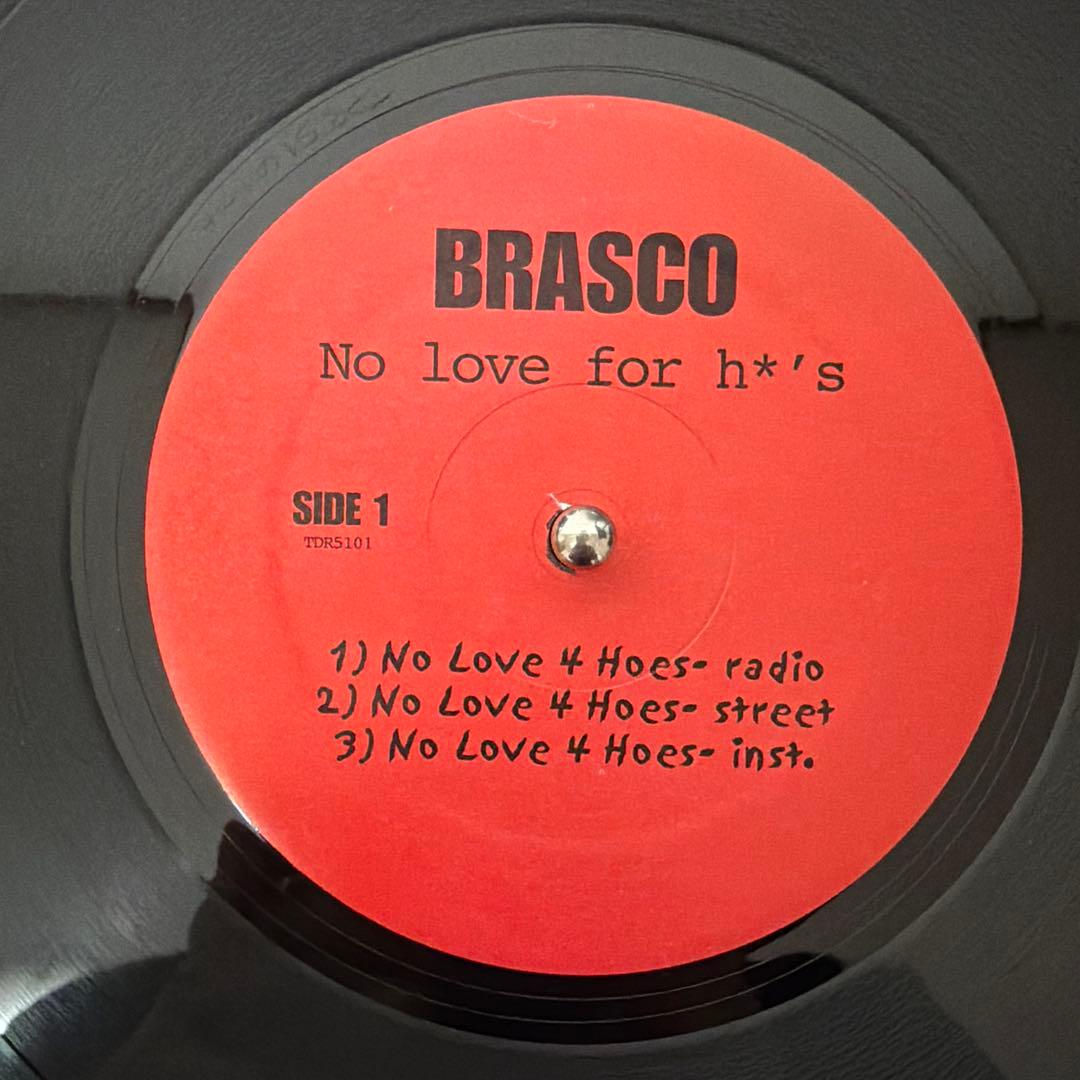 BRASCO
No love for h*'s
SIDE 1
TDR5101
1) No Love 4 Hoes- radio
2) No Love 4 Hoes- street
3) No Love 4 Hoes- inst.